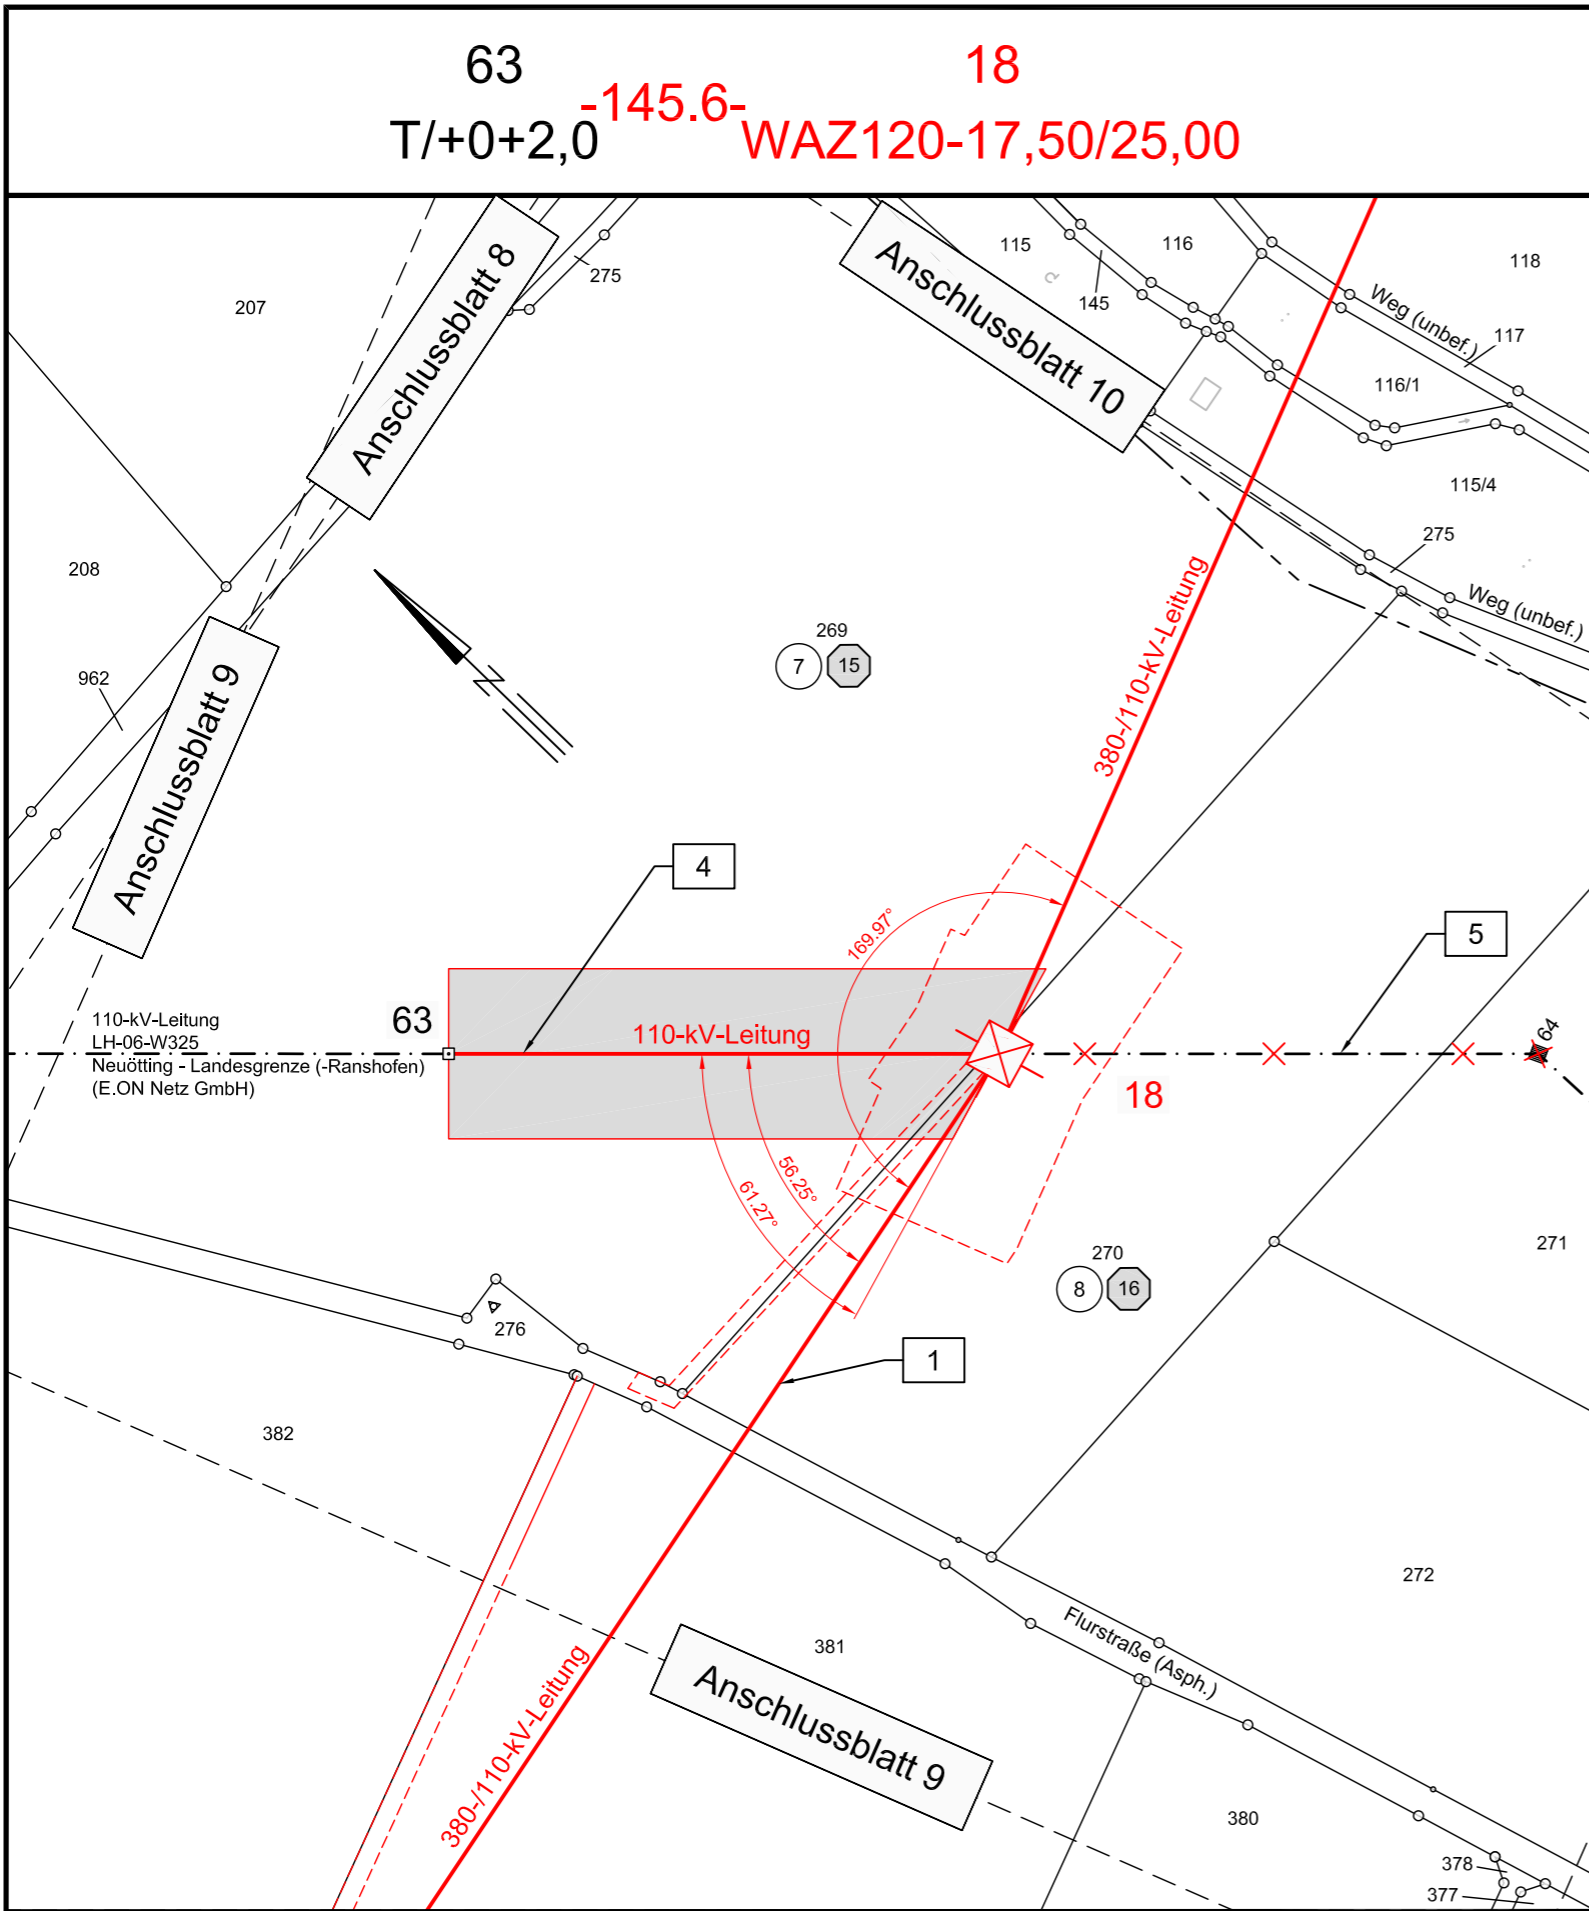 63
18
-145.6-
T/+0+2,0
WAZ120-17,50/25,00
Anschlussblatt 8
275
207
Anschlussblatt 10
115
145
116
118
Weg (unbef.)
117
116/1
115/4
275
Weg (unbef.)
208
962
Anschlussblatt 9
N
269
7
15
380-/110-kV-Leitung
4
5
169.97°
63
110-kV-Leitung
110-kV-Leitung
LH-06-W325
Neuötting - Landesgrenze (-Ranshofen)
(E.ON Netz GmbH)
64
18
56.25°
61.27°
270
8
16
271
276
1
382
272
Flurstraße (Asph.)
381
380-/110-kV-Leitung
Anschlussblatt 9
380
378
377